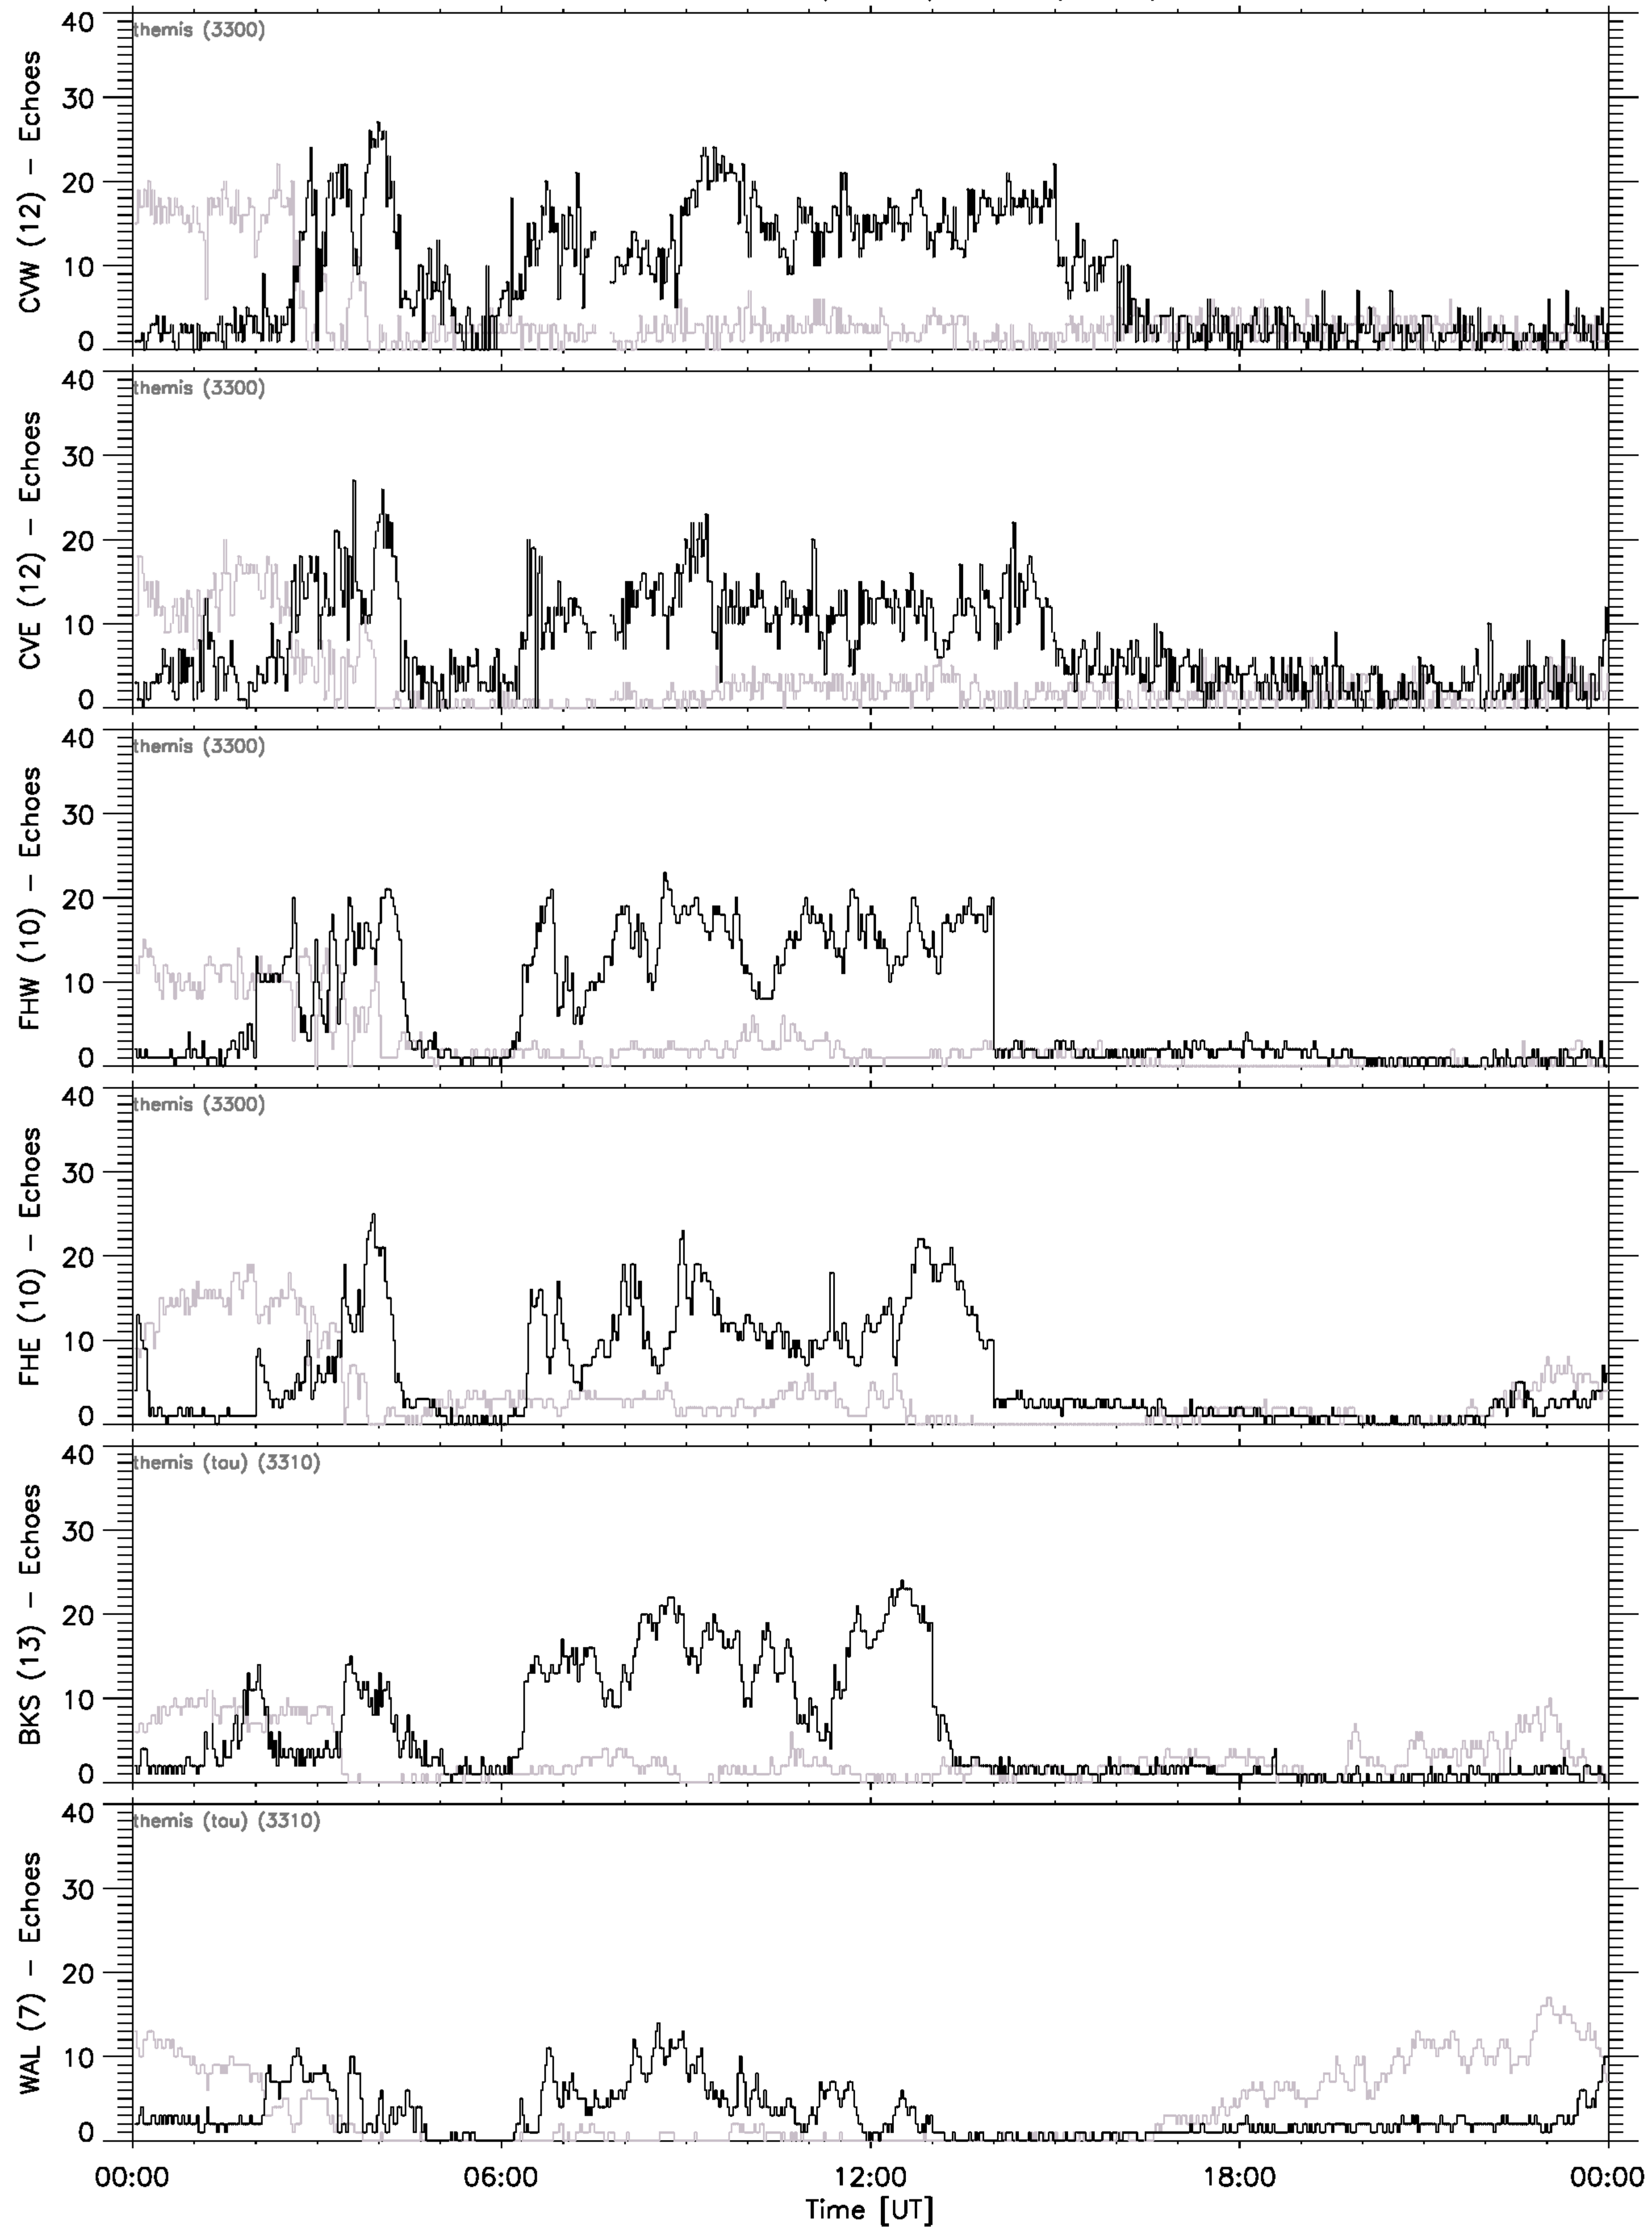 themis (3300)
CVW (12) – Echoes
40
30
20
10
0
themis (3300)
CVE (12) – Echoes
40
30
20
10
0
themis (3300)
FHW (10) – Echoes
40
30
20
10
0
themis (3300)
FHE (10) – Echoes
40
30
20
10
0
themis (tau) (3310)
BKS (13) – Echoes
40
30
20
10
0
themis (tau) (3310)
WAL (7) – Echoes
40
30
20
10
0
00:00 06:00 12:00 18:00 00:00
Time [UT]